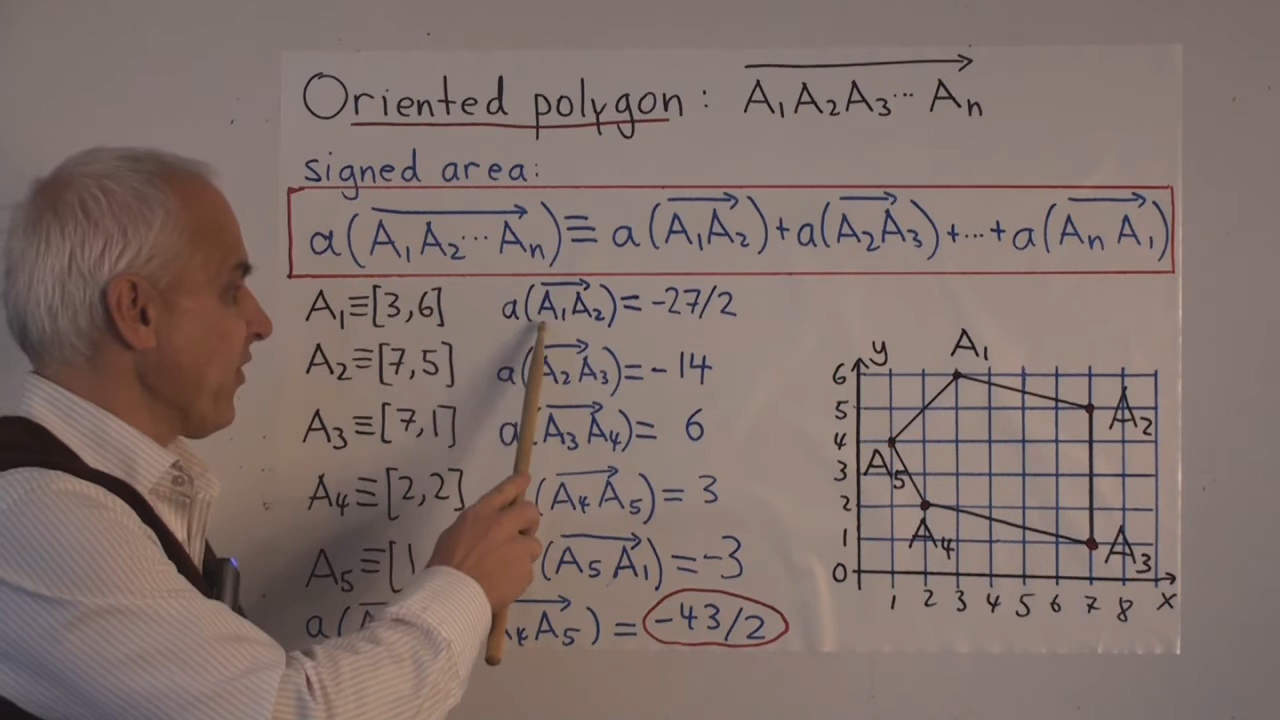 Oriented polygon: A₁A₂A₃⋯Aₙ
signed area:
a(A₁A₂⋯Aₙ)≡a(A₁A₂)+a(A₂A₃)+⋯+a(AₙA₁)
A₁≡[3,6] a(A₁A₂)=-27/2
A₂≡[7,5] a(A₂A₃)=-14
A₃≡[7,1] a(A₃A₄)=6
A₄≡[2,2] (A₄A₅)=3
A₅≡[1 (A₅A₁)=-3
a( ₄A₅)=-43/2
y
A₁
6
5
A₂
4
A₅
3
2
A₄
1
A₃
0
1 2 3 4 5 6 7 8 x